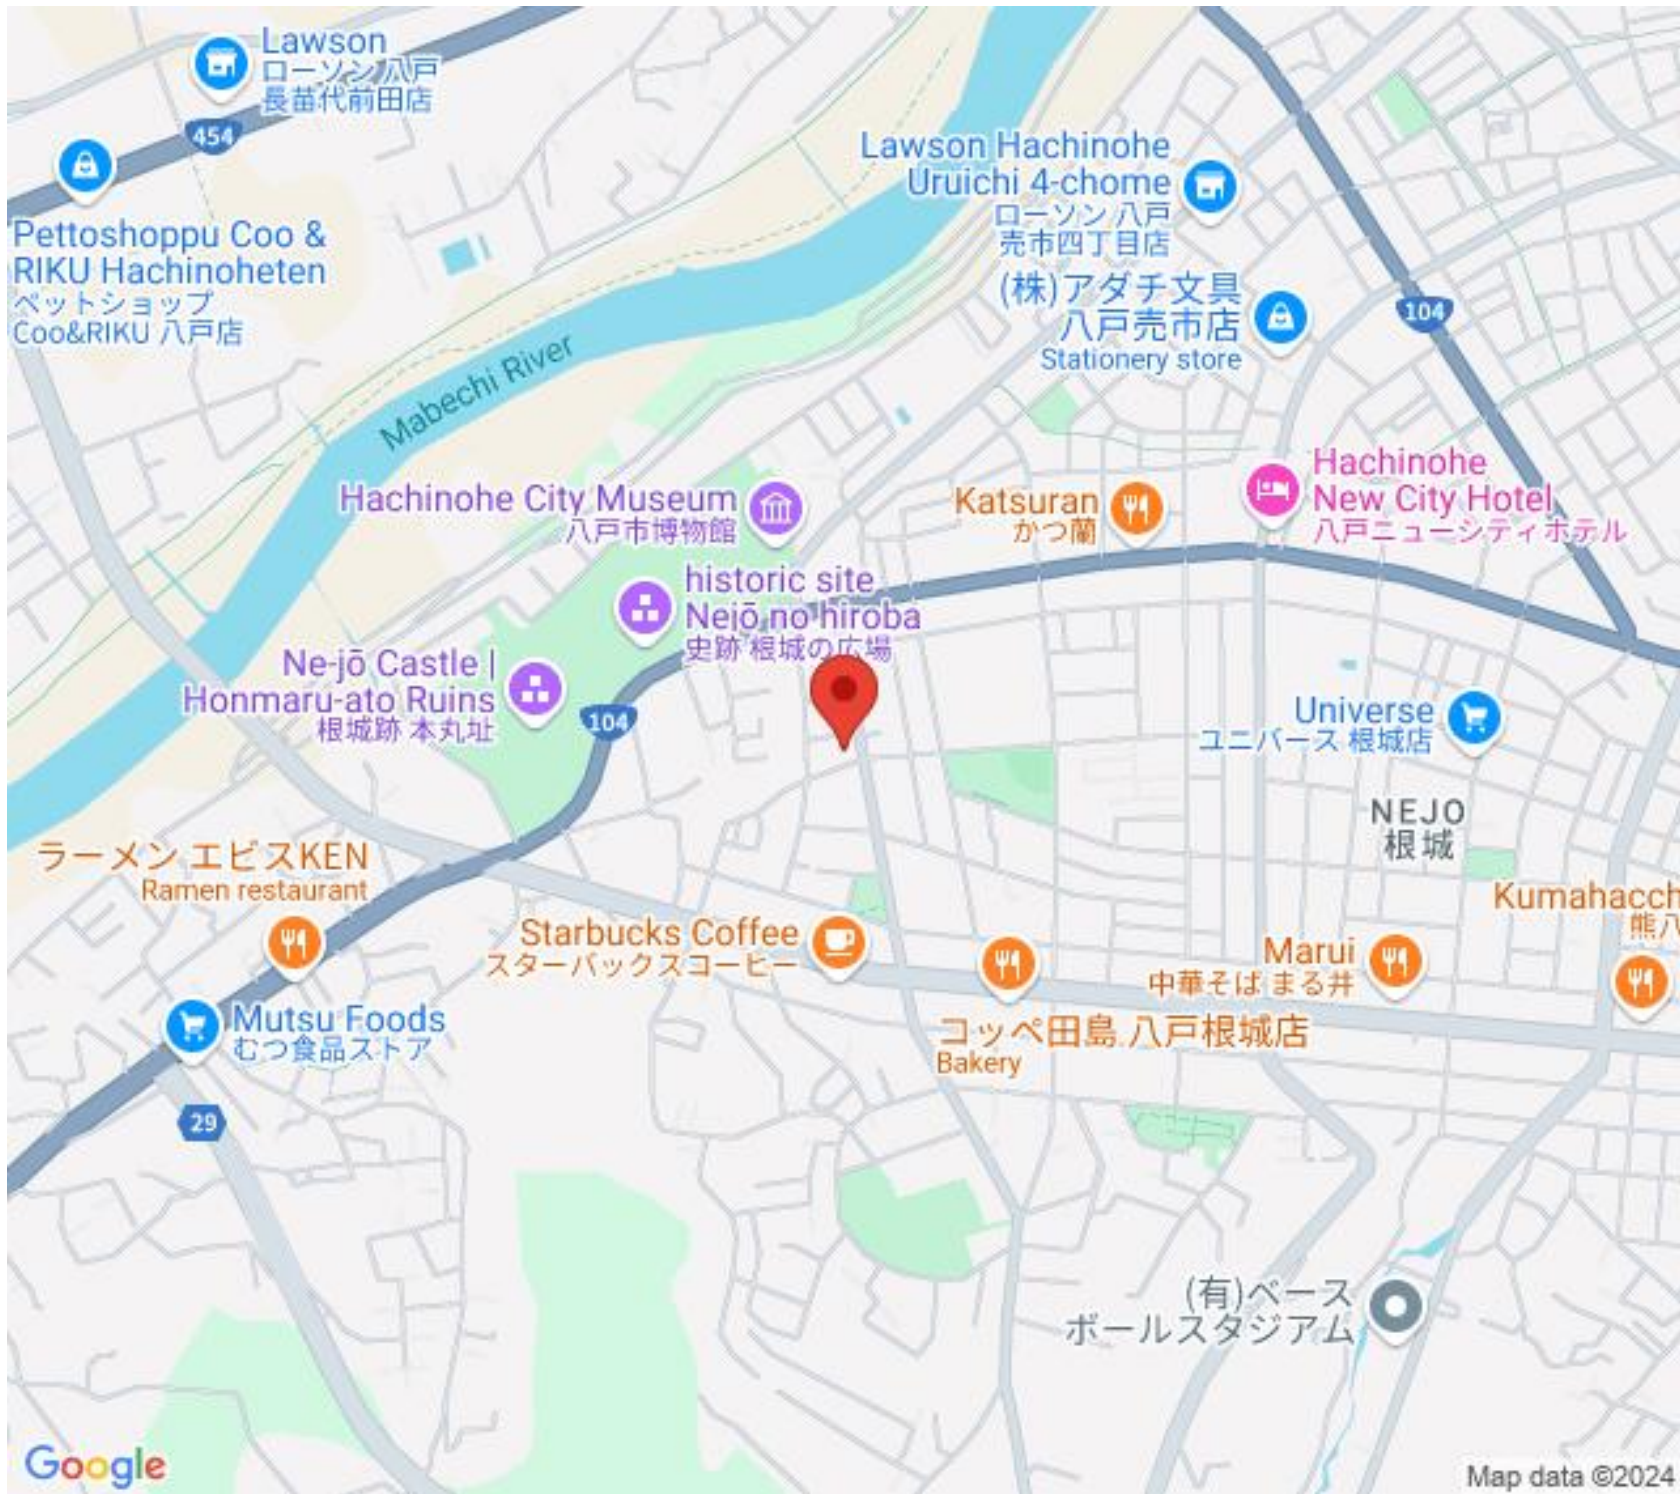 Lawson
ローソン 八戸
長苗代前田店
454
Pettoshoppu Coo &
RIKU Hachinoheten
ペットショップ
Coo&RIKU 八戸店
Lawson Hachinohe
Uruichi 4-chome
ローソン 八戸
売市四丁目店
(株)アダチ文具
八戸売市店
Stationery store
104
Mabechi River
Hachinohe City Museum
八戸市博物館
Katsuran
かつ蘭
Hachinohe
New City Hotel
八戸ニューシティホテル
historic site
Nejō no hiroba
史跡 根城の広場
Ne-jō Castle |
Honmaru-ato Ruins
根城跡 本丸址
104
Universe
ユニバース 根城店
NEJO
根城
ラーメン エビスKEN
Ramen restaurant
Starbucks Coffee
スターバックスコーヒー
Marui
中華そば まる井
Kumahacch
熊八
コッペ田島 八戸根城店
Bakery
Mutsu Foods
むつ食品ストア
29
(有)ベース
ボールスタジアム
Google
Map data ©2024